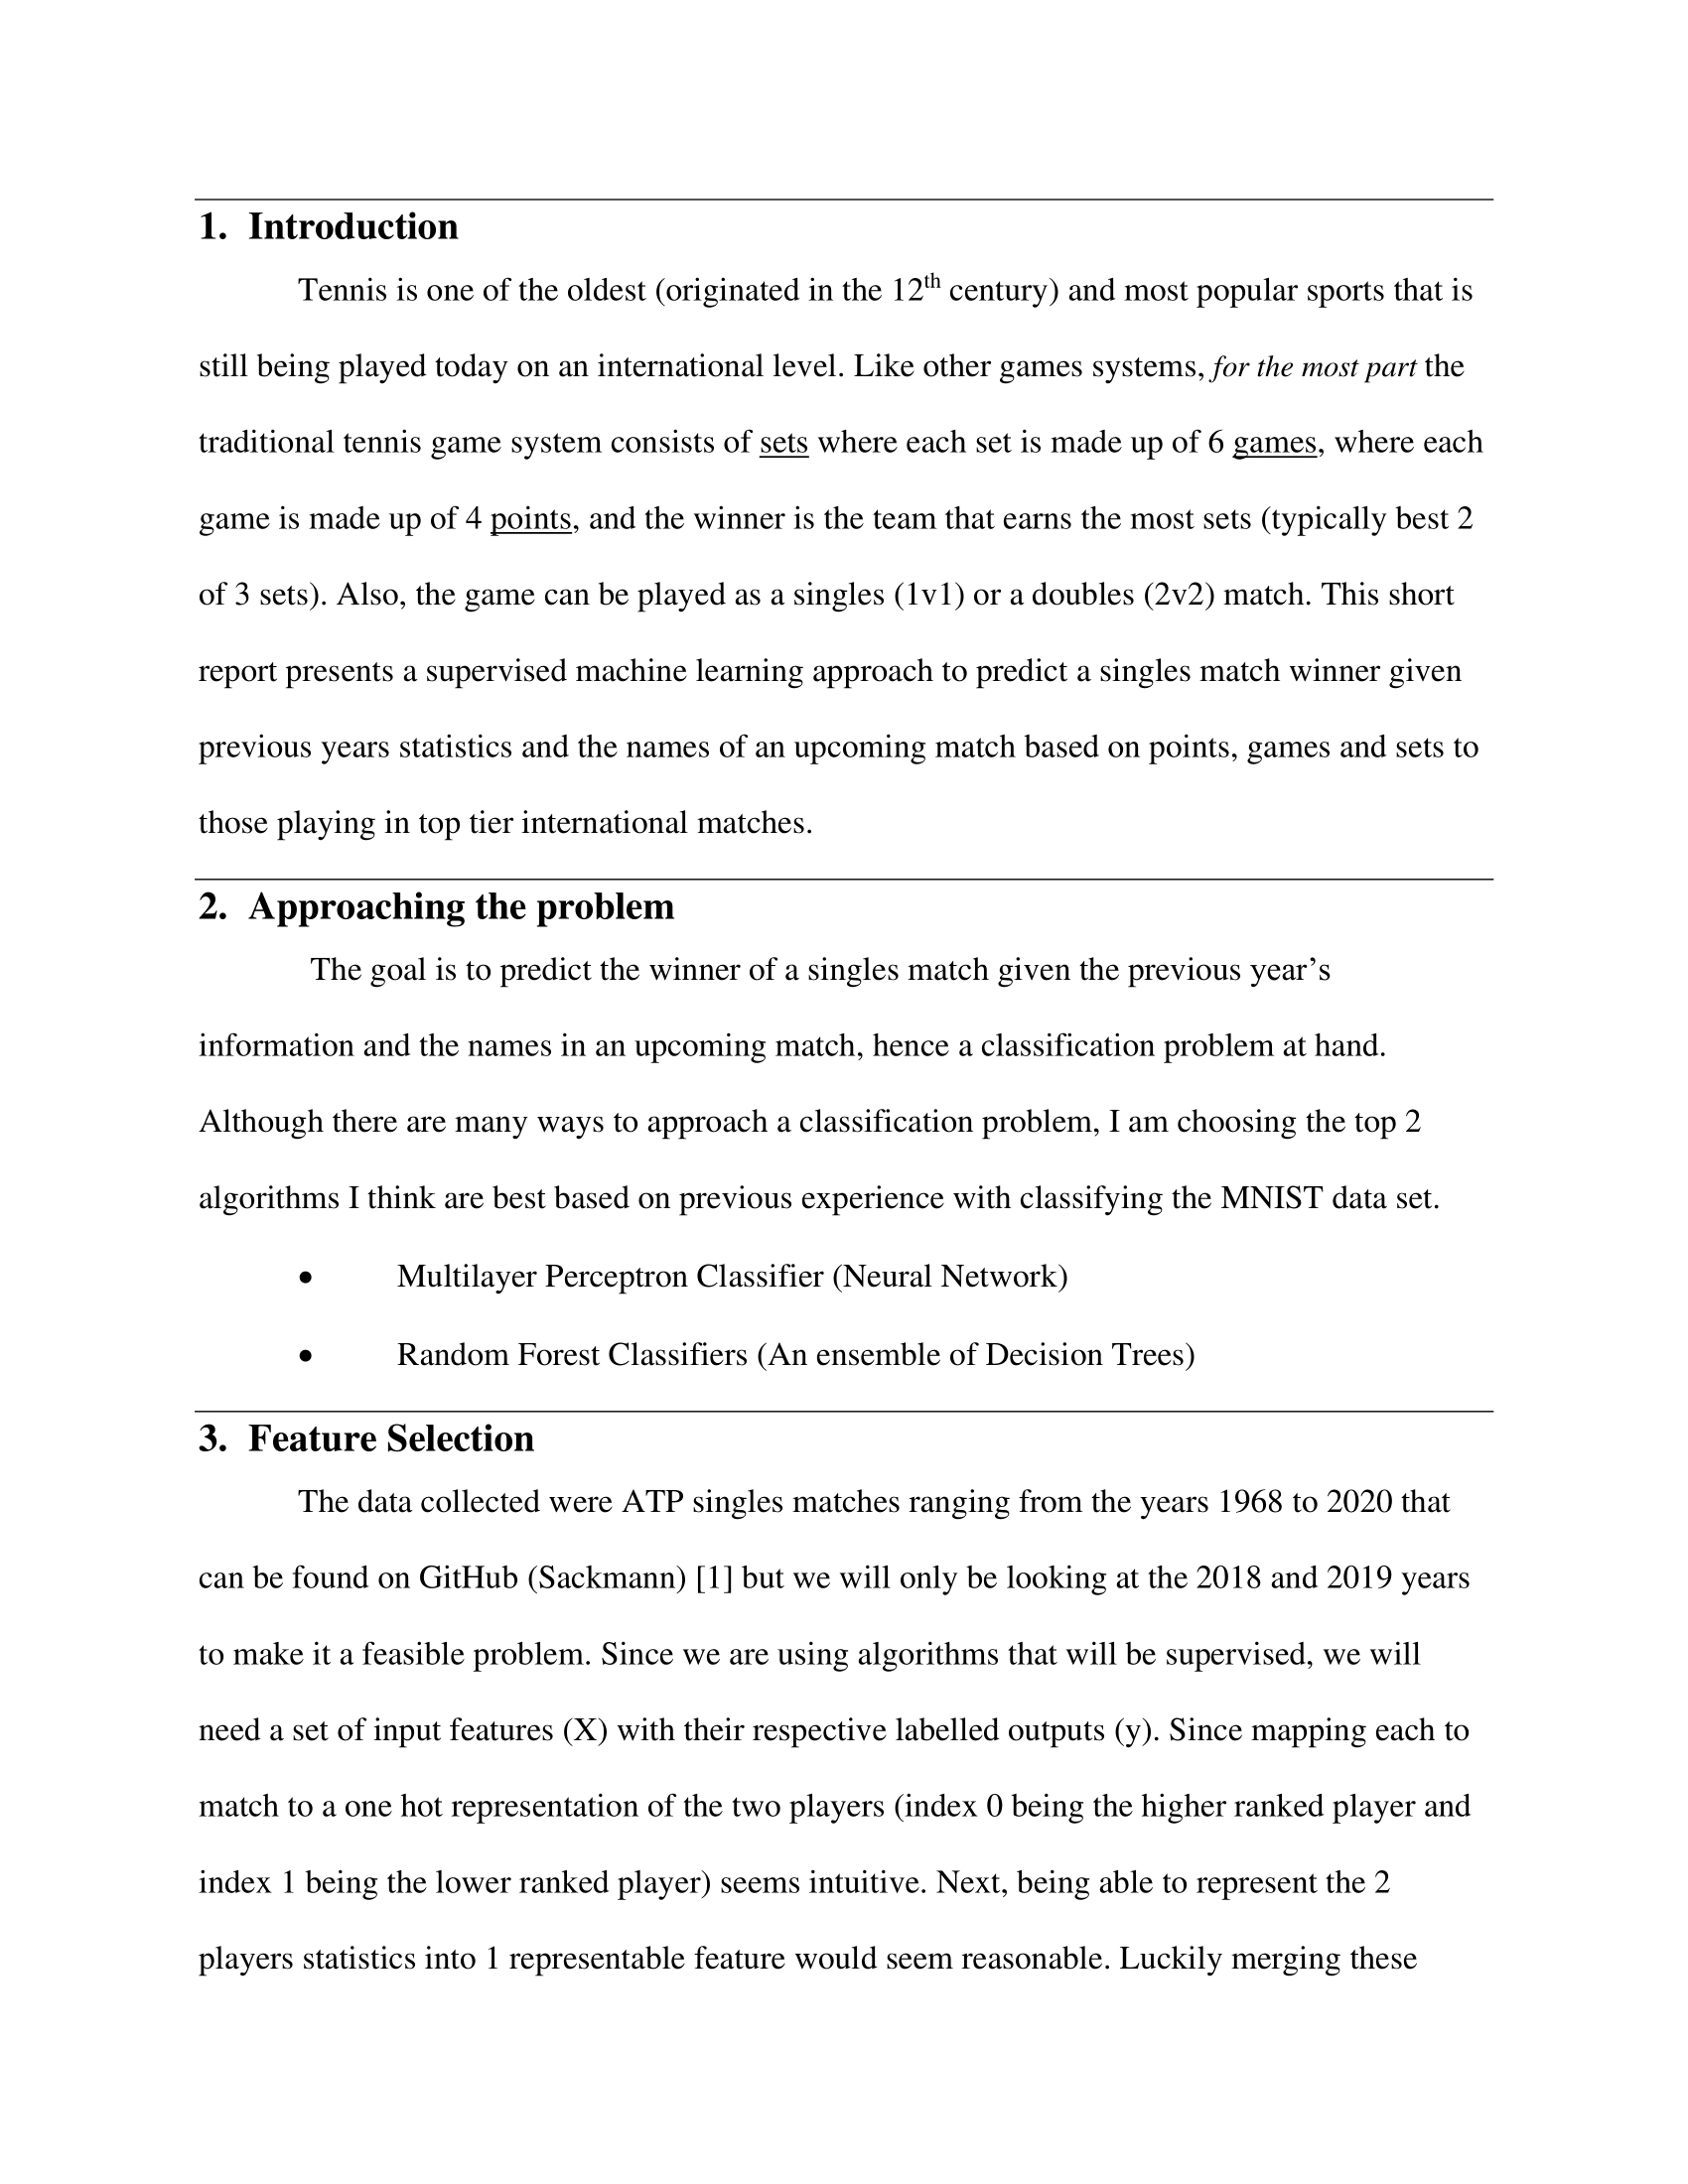 1. Introduction
Tennis is one of the oldest (originated in the 12th century) and most popular sports that is
still being played today on an international level. Like other games systems, for the most part the
traditional tennis game system consists of sets where each set is made up of 6 games, where each
game is made up of 4 points, and the winner is the team that earns the most sets (typically best 2
of 3 sets). Also, the game can be played as a singles (1v1) or a doubles (2v2) match. This short
report presents a supervised machine learning approach to predict a singles match winner given
previous years statistics and the names of an upcoming match based on points, games and sets to
those playing in top tier international matches.
2. Approaching the problem
The goal is to predict the winner of a singles match given the previous year’s
information and the names in an upcoming match, hence a classification problem at hand.
Although there are many ways to approach a classification problem, I am choosing the top 2
algorithms I think are best based on previous experience with classifying the MNIST data set.
• Multilayer Perceptron Classifier (Neural Network)
• Random Forest Classifiers (An ensemble of Decision Trees)
3. Feature Selection
The data collected were ATP singles matches ranging from the years 1968 to 2020 that
can be found on GitHub (Sackmann) [1] but we will only be looking at the 2018 and 2019 years
to make it a feasible problem. Since we are using algorithms that will be supervised, we will
need a set of input features (X) with their respective labelled outputs (y). Since mapping each to
match to a one hot representation of the two players (index 0 being the higher ranked player and
index 1 being the lower ranked player) seems intuitive. Next, being able to represent the 2
players statistics into 1 representable feature would seem reasonable. Luckily merging these